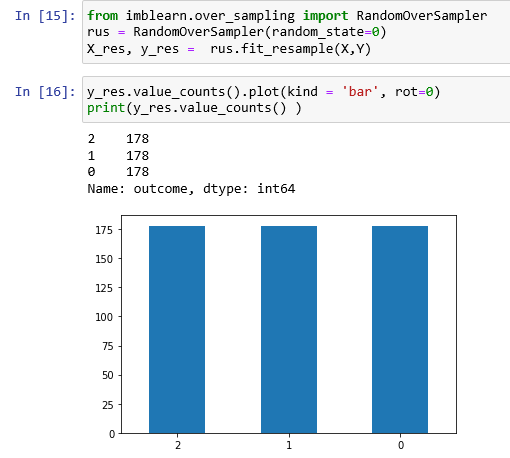 In [15]: from imblearn.over_sampling import RandomOverSampler
rus = RandomOverSampler(random_state=0)
X_res, y_res =  rus.fit_resample(X,Y)
In [16]: y_res.value_counts().plot(kind = 'bar', rot=0)
print(y_res.value_counts() )
2    178
1    178
0    178
Name: outcome, dtype: int64
175
150
125
100
75
50
25
0
2 1 0